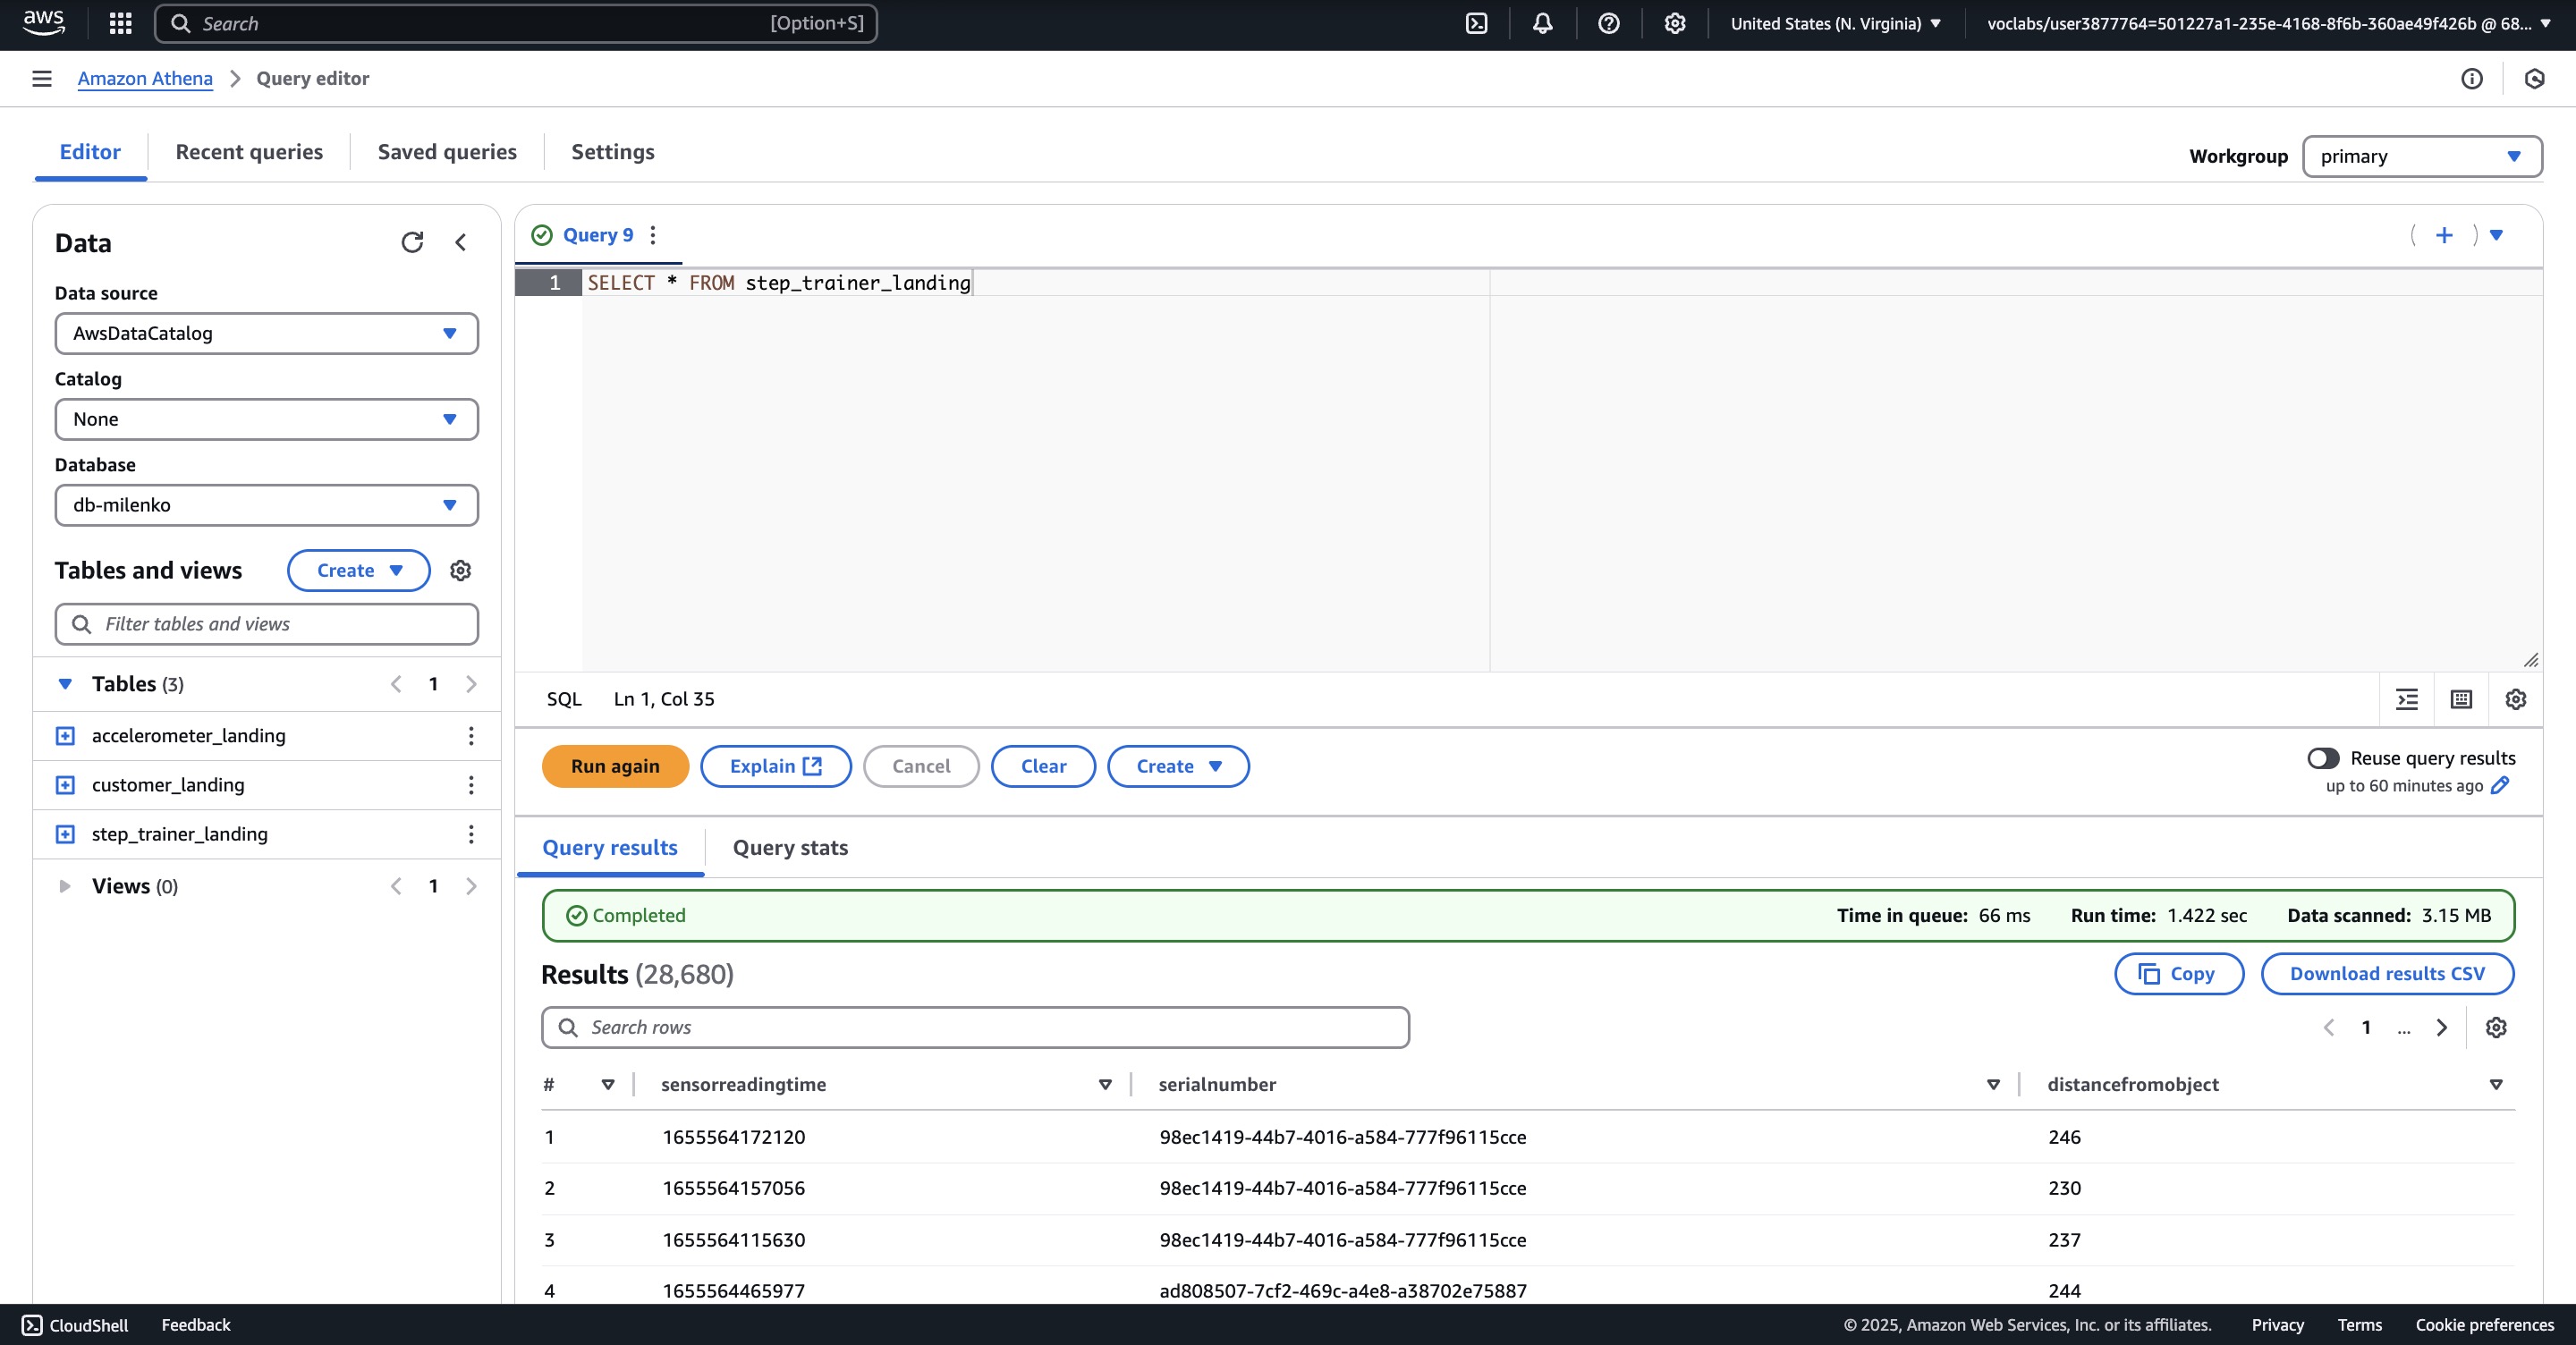 aws
Search [Option+S]
United States (N. Virginia)
voclabs/user3877764=501227a1-235e-4168-8f6b-360ae49f426b @ 68...
Amazon Athena > Query editor
Editor
Recent queries
Saved queries
Settings
Workgroup
primary
Data
Data source
AwsDataCatalog
Catalog
None
Database
db-milenko
Tables and views
Create
Filter tables and views
Tables (3)
1
accelerometer_landing
customer_landing
step_trainer_landing
Views (0)
1
Query 9
1 SELECT * FROM step_trainer_landing
SQL Ln 1, Col 35
Run again
Explain
Cancel
Clear
Create
Reuse query results
up to 60 minutes ago
Query results
Query stats
Completed
Time in queue: 66 ms
Run time: 1.422 sec
Data scanned: 3.15 MB
Results (28,680)
Copy
Download results CSV
Search rows
1 ...
# sensorreadingtime serialnumber distancefromobject
1 1655564172120 98ec1419-44b7-4016-a584-777f96115cce 246
2 1655564157056 98ec1419-44b7-4016-a584-777f96115cce 230
3 1655564115630 98ec1419-44b7-4016-a584-777f96115cce 237
4 1655564465977 ad808507-7cf2-469c-a4e8-a38702e75887 244
CloudShell
Feedback
© 2025, Amazon Web Services, Inc. or its affiliates.
Privacy
Terms
Cookie preferences